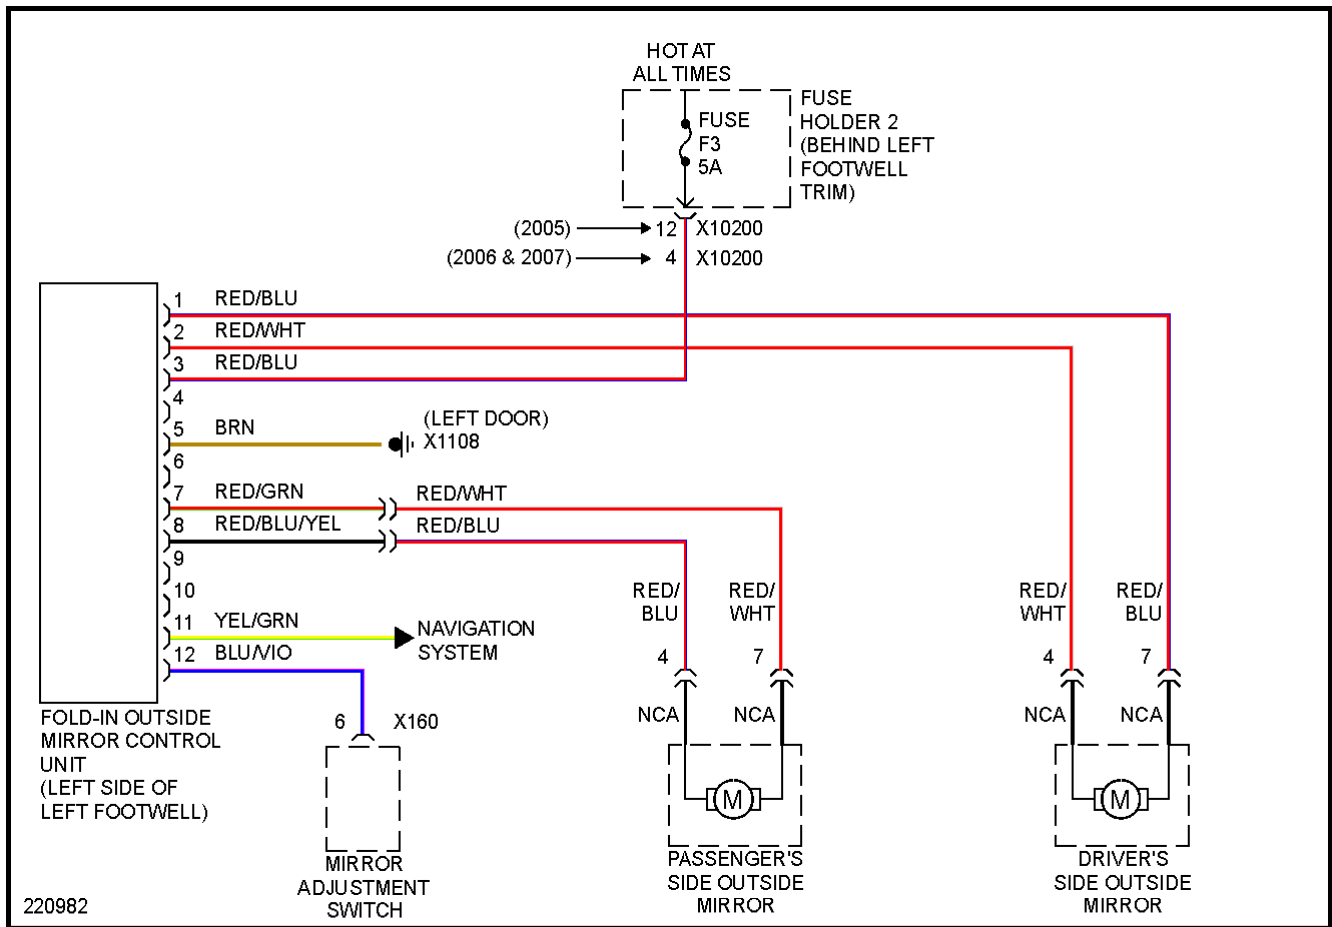 HOT AT
ALL TIMES
FUSE
F3
5A
FUSE
HOLDER 2
(BEHIND LEFT
FOOTWELL
TRIM)
(2005) 12 X10200
(2006 & 2007) 4 X10200
1 RED/BLU
2 RED/WHT
3 RED/BLU
4
5 BRN
(LEFT DOOR)
X1108
6
7 RED/GRN RED/WHT
8 RED/BLU/YEL RED/BLU
9
10
11 YEL/GRN
NAVIGATION
SYSTEM
12 BLU/VIO
RED/
BLU
RED/
WHT
RED/
WHT
RED/
BLU
4 7 4 7
NCA NCA NCA NCA
FOLD-IN OUTSIDE
MIRROR CONTROL
UNIT
(LEFT SIDE OF
LEFT FOOTWELL)
6 X160
M M
MIRROR
ADJUSTMENT
SWITCH
PASSENGER'S
SIDE OUTSIDE
MIRROR
DRIVER'S
SIDE OUTSIDE
MIRROR
220982